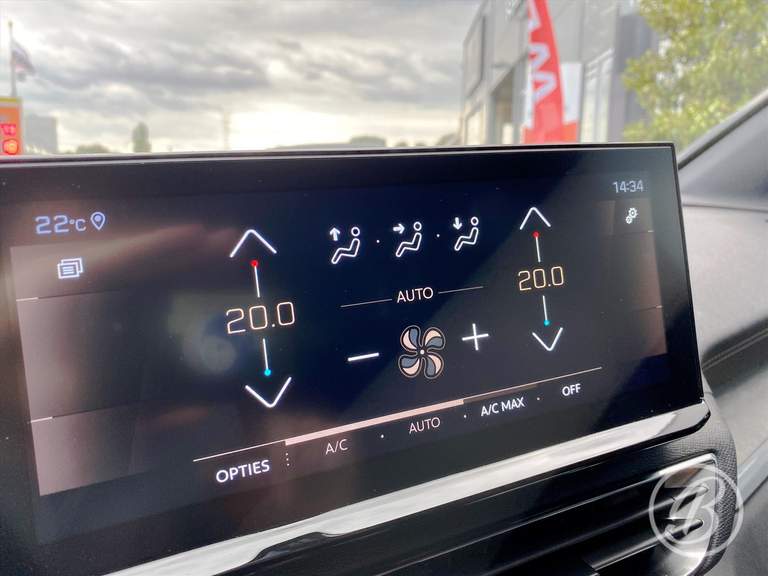 22°C
14:34
20.0
20.0
AUTO
− +
OPTIES
A/C
AUTO
A/C MAX
OFF